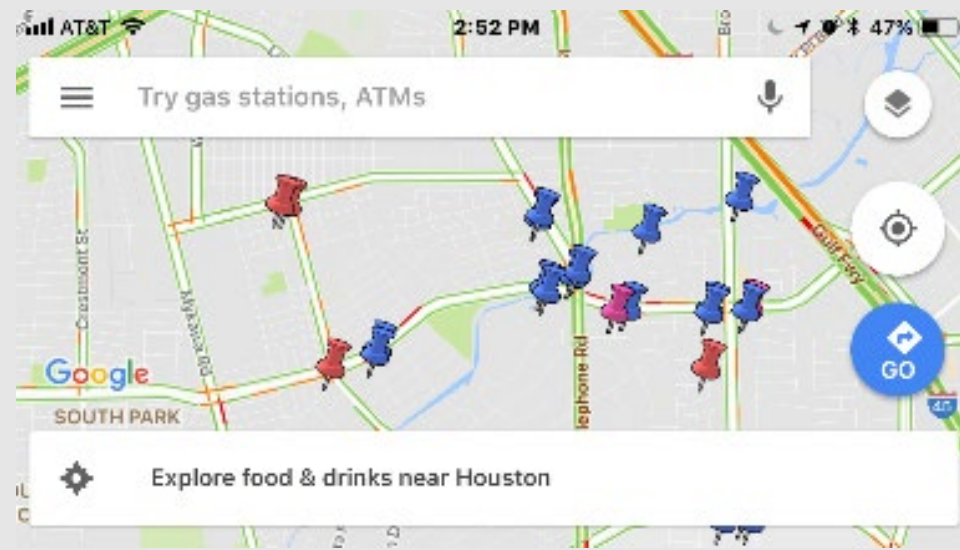 AT&T 2:52 PM 47%
Try gas stations, ATMs
Crestmont St
Mykawa Rd
Gulf Fwy
lephone Rd
GO
Google
45
SOUTH PARK
Explore food & drinks near Houston